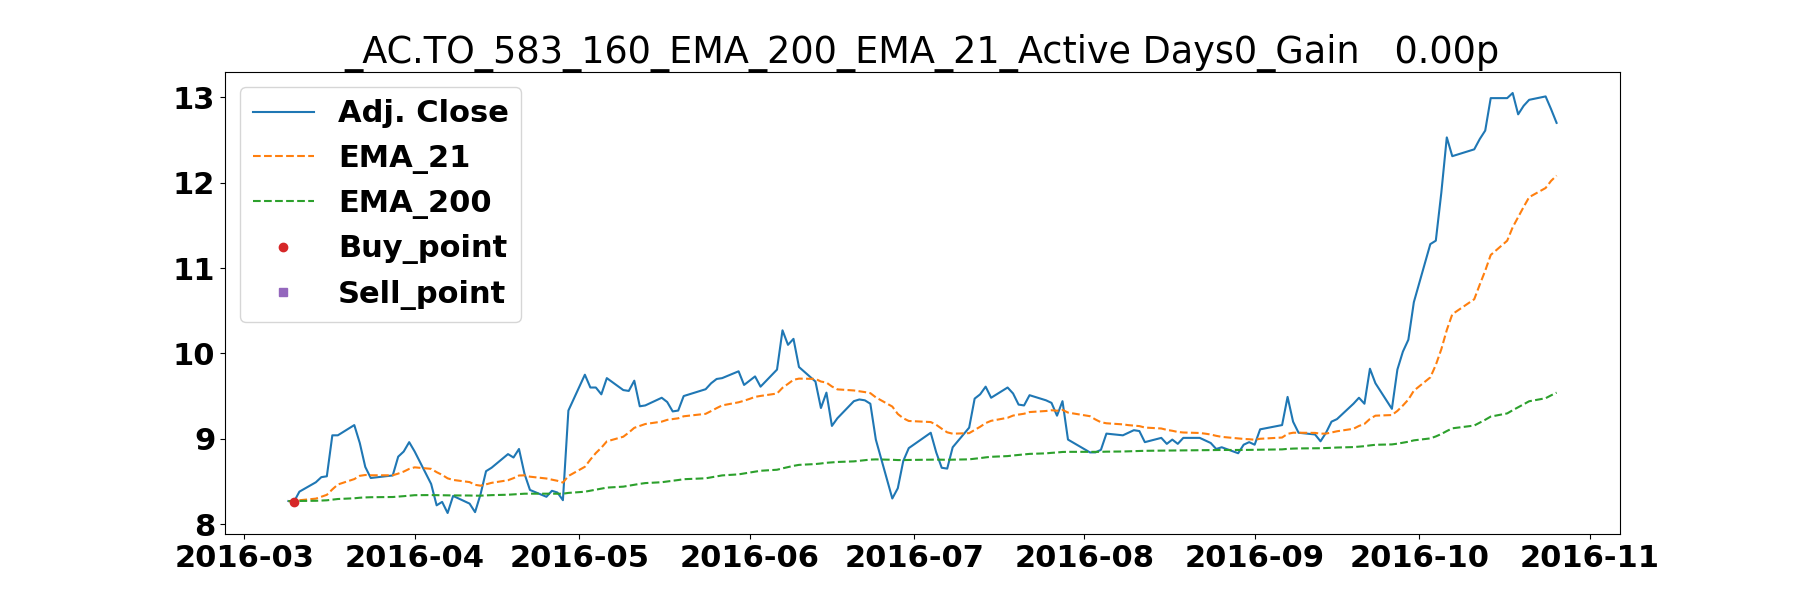 _AC.TO_583_160_EMA_200_EMA_21_Active Days0_Gain   0.00p
13
12
11
10
9
8
Adj. Close
EMA_21
EMA_200
Buy_point
Sell_point
2016-03 2016-04 2016-05 2016-06 2016-07 2016-08 2016-09 2016-10 2016-11